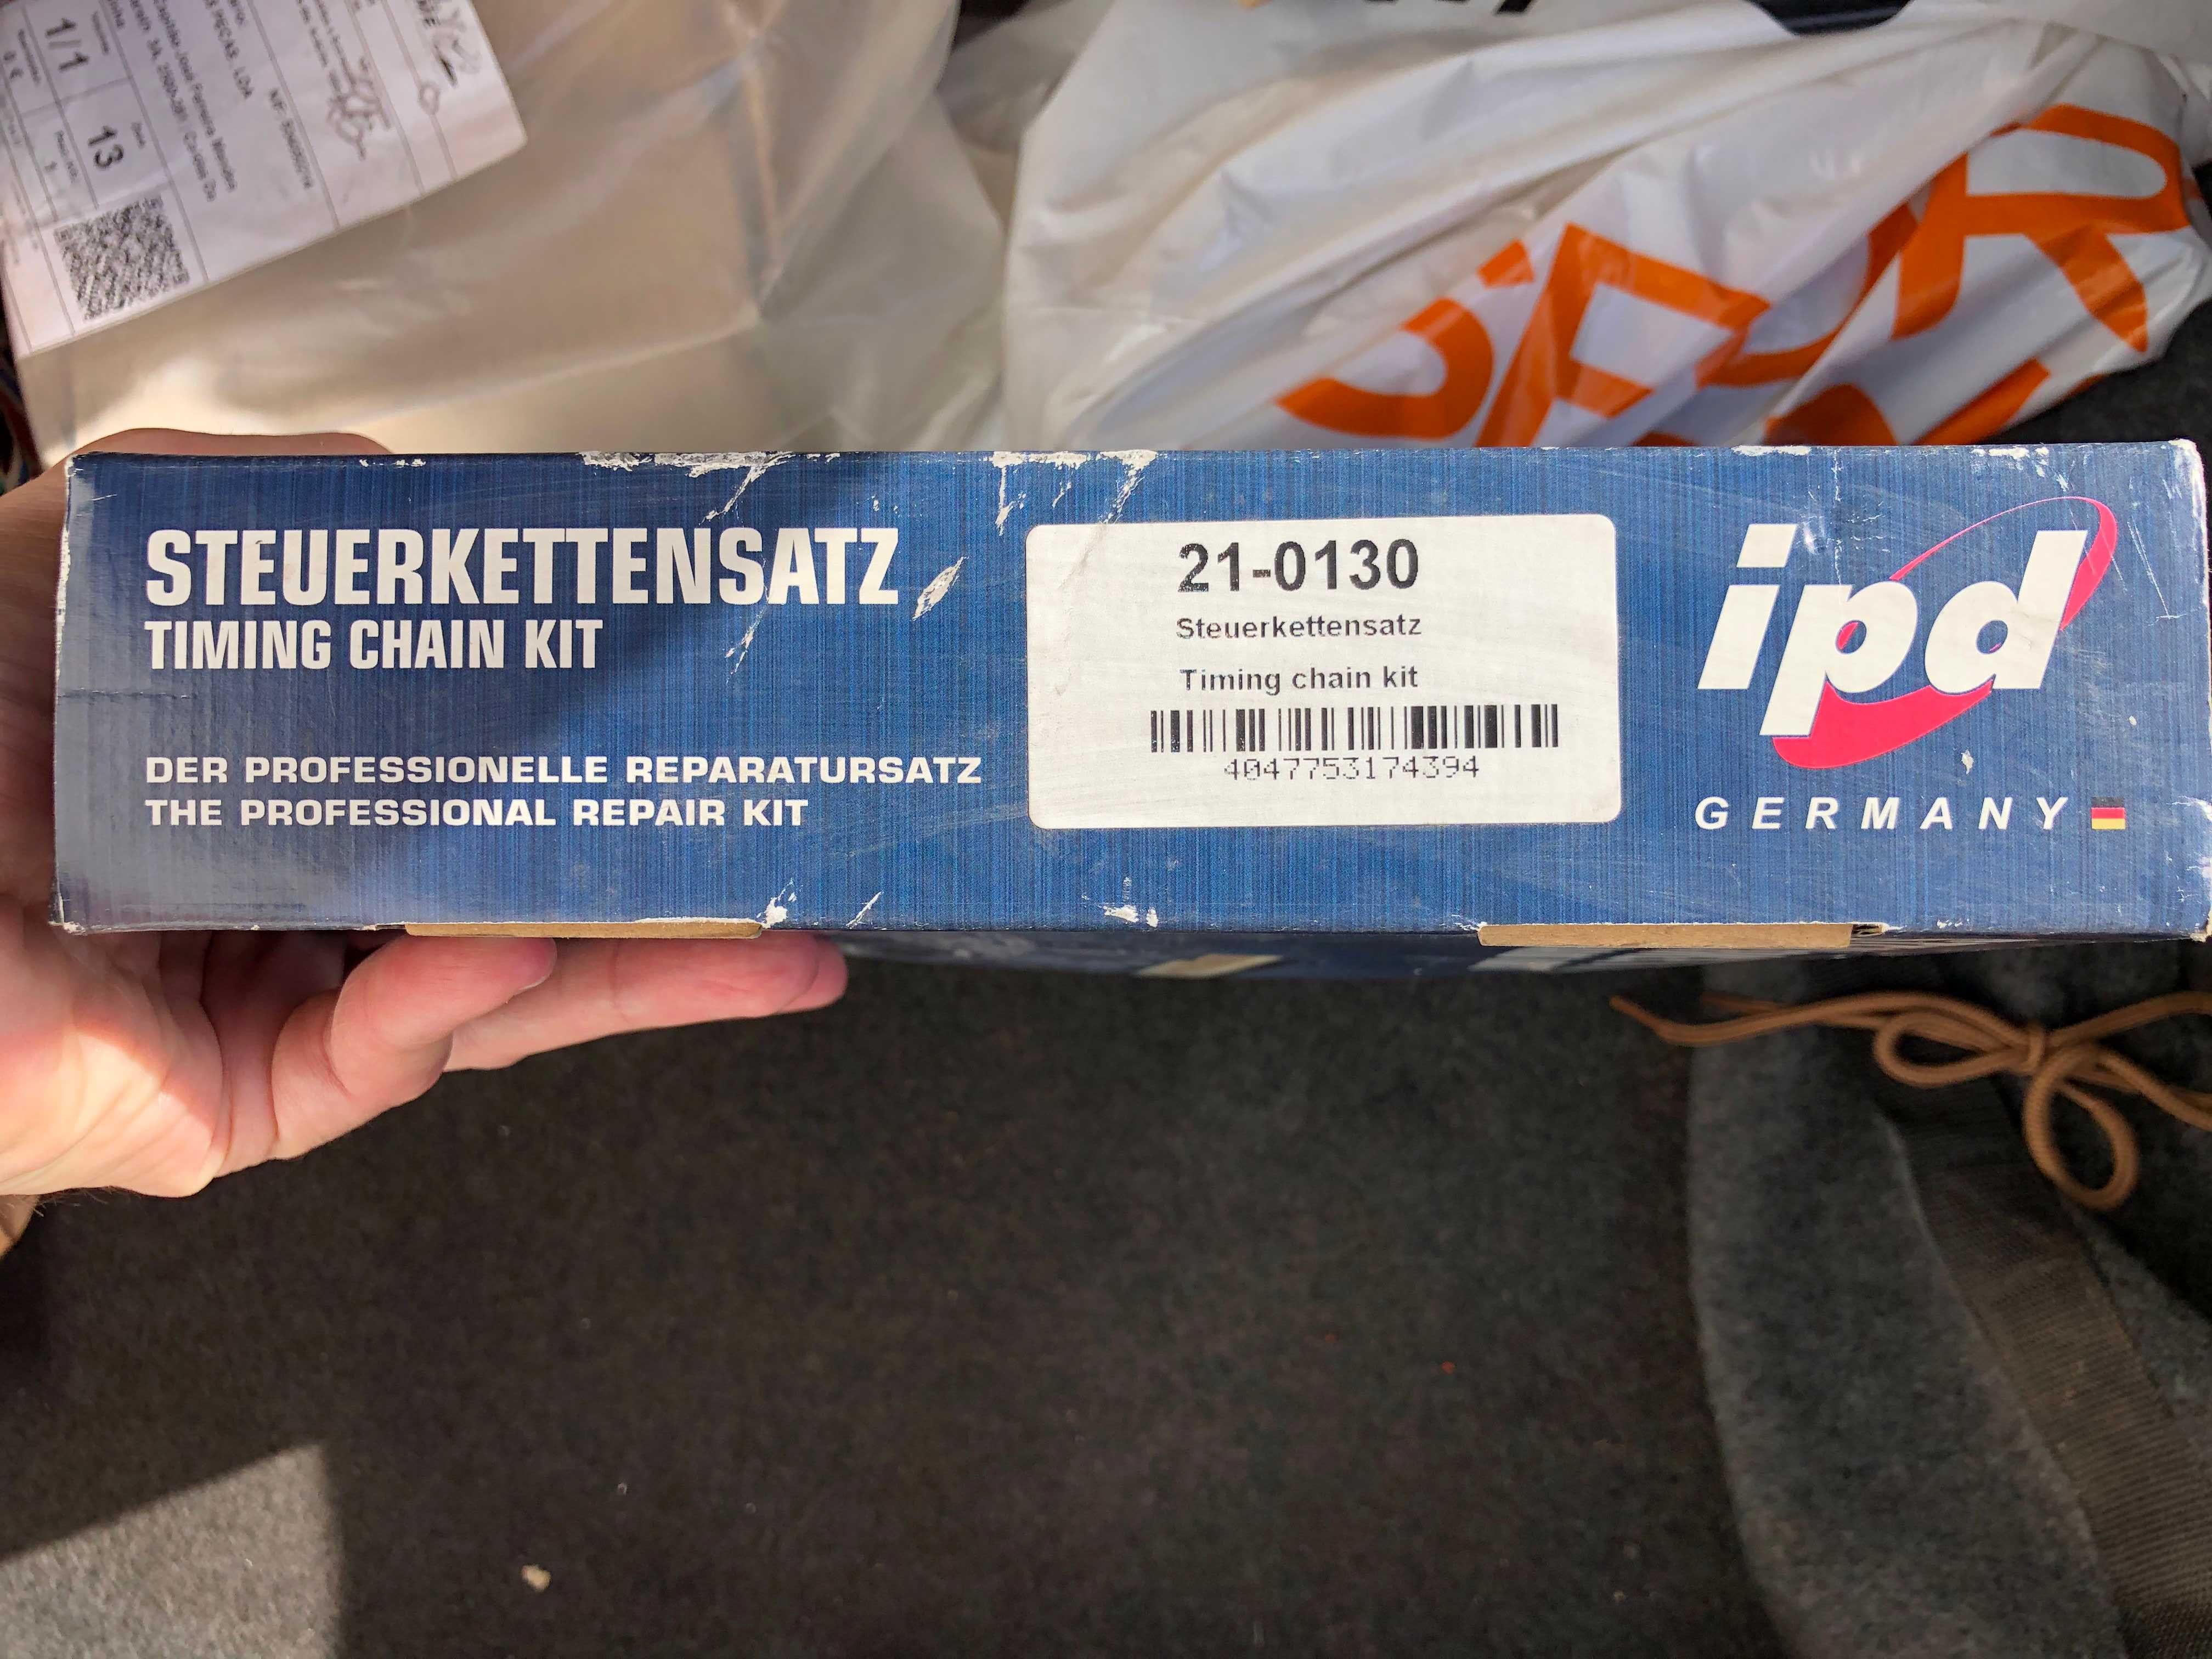 1/1
13
STEUERKETTENSATZ
TIMING CHAIN KIT
DER PROFESSIONELLE REPARATURSATZ
THE PROFESSIONAL REPAIR KIT
21-0130
Steuerkettensatz
Timing chain kit
4047753174394
ipd
GERMANY